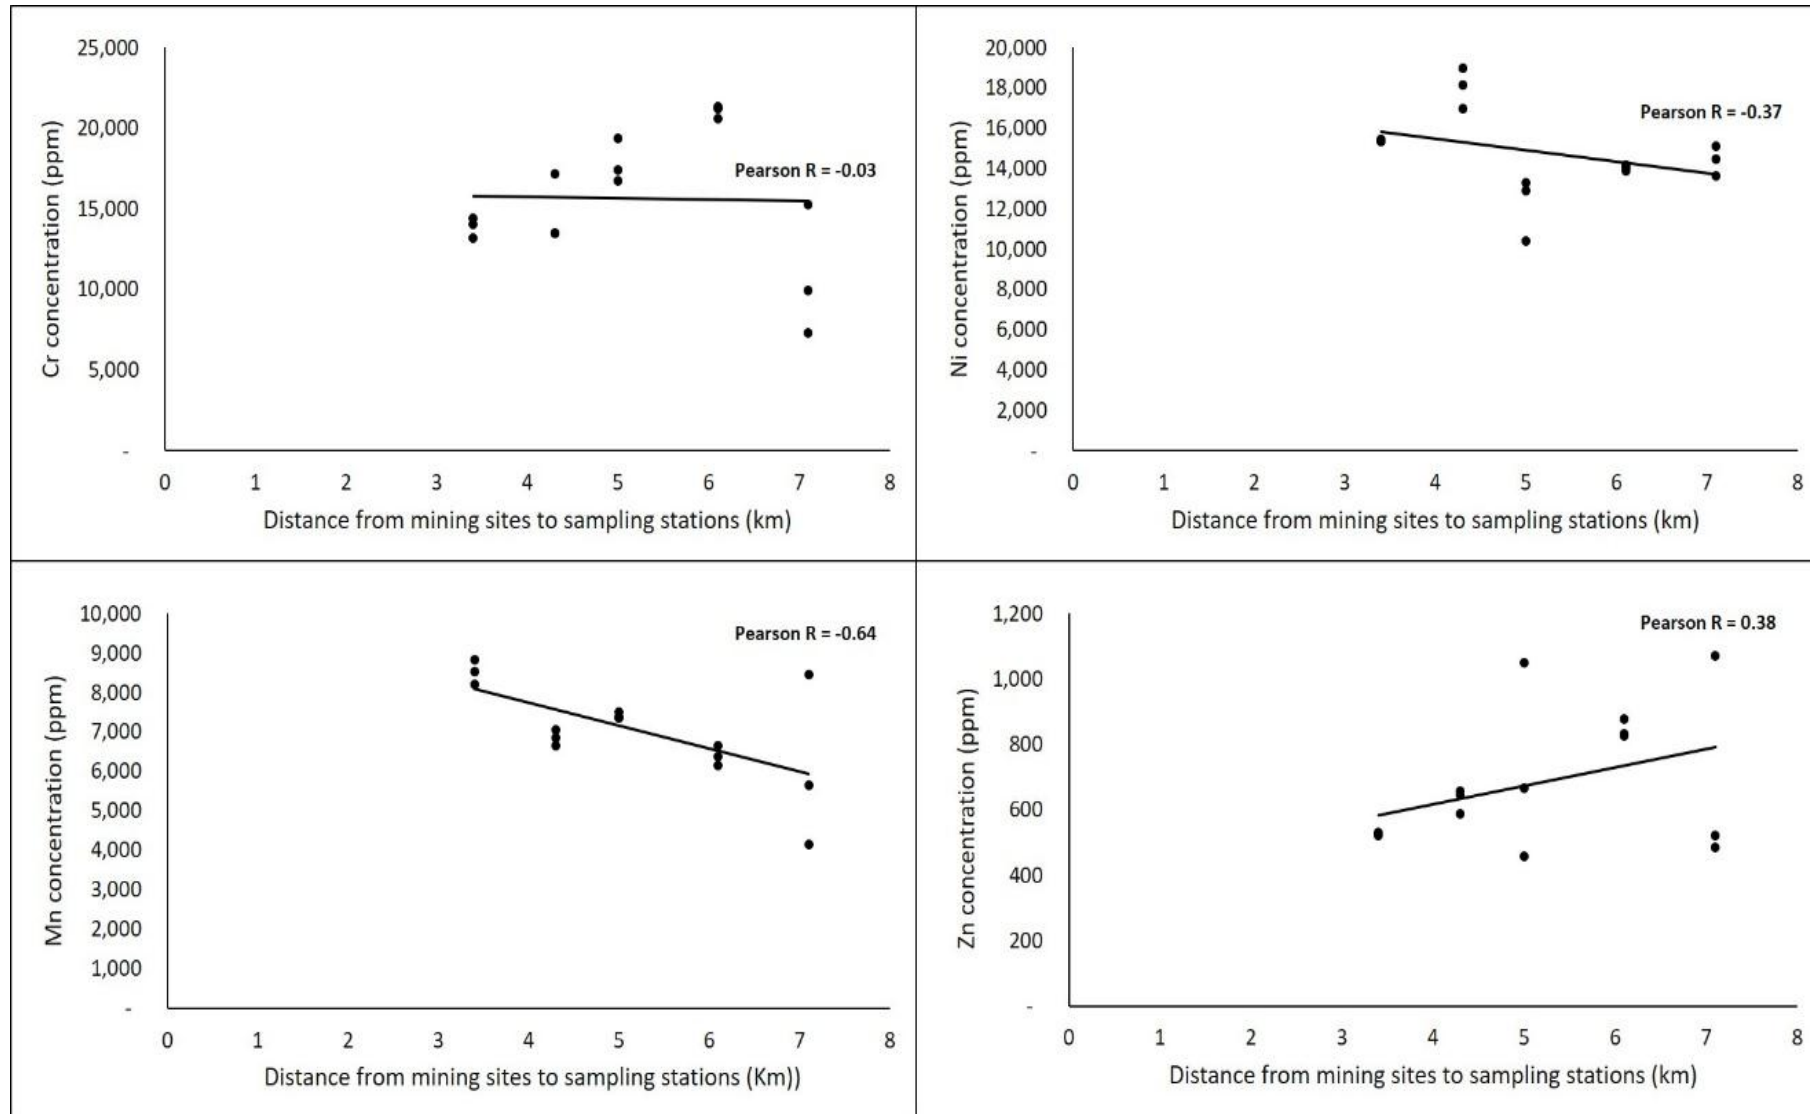 25,000
20,000
15,000
10,000
5,000
-
Cr concentration (ppm)
Pearson R = -0.03
0 1 2 3 4 5 6 7 8
Distance from mining sites to sampling stations (km)
20,000
18,000
16,000
14,000
12,000
10,000
8,000
6,000
4,000
2,000
-
Ni concentration (ppm)
Pearson R = -0.37
0 1 2 3 4 5 6 7 8
Distance from mining sites to sampling stations (km)
10,000
9,000
8,000
7,000
6,000
5,000
4,000
3,000
2,000
1,000
-
Mn concentration (ppm)
Pearson R = -0.64
0 1 2 3 4 5 6 7 8
Distance from mining sites to sampling stations (Km))
1,200
1,000
800
600
400
200
-
Zn concentration (ppm)
Pearson R = 0.38
0 1 2 3 4 5 6 7 8
Distance from mining sites to sampling stations (km)